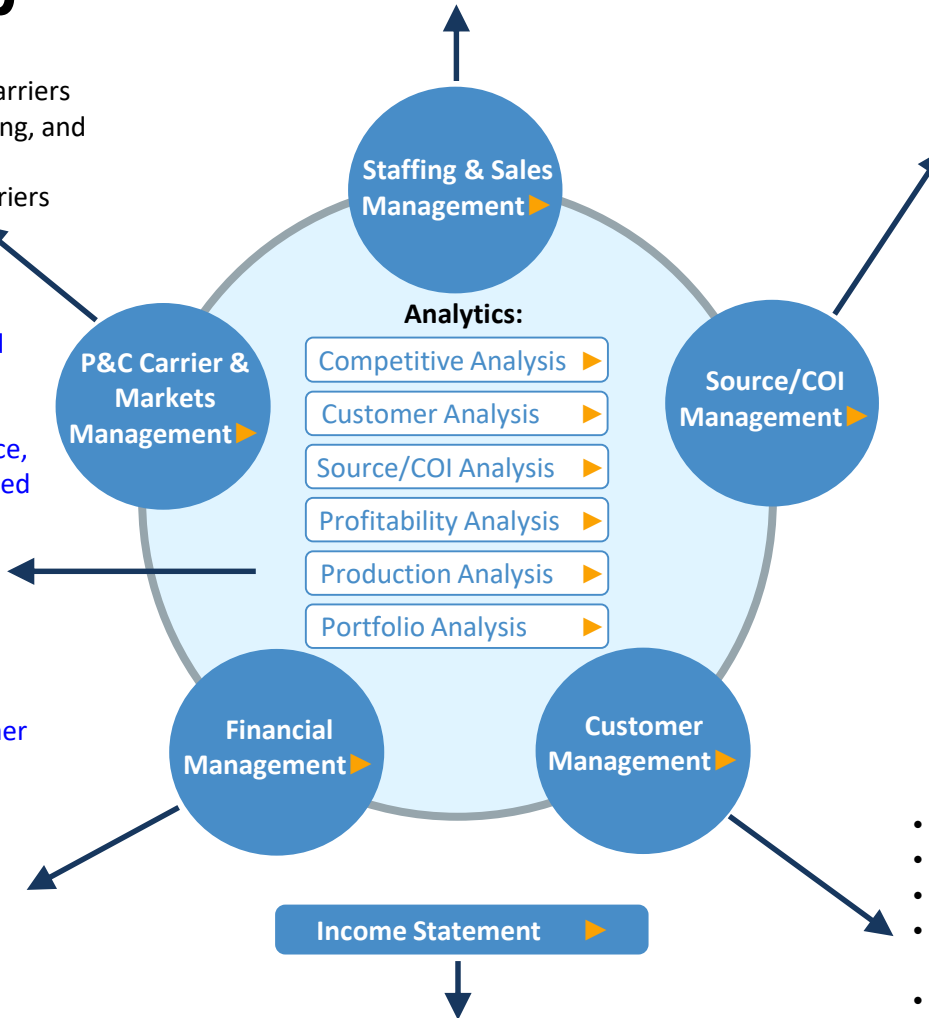 arriers
ng, and
riers
Staffing & Sales
Management
P&C Carrier &
Markets
Management
ce,
ed
Analytics:
Competitive Analysis
Customer Analysis
Source/COI Analysis
Profitability Analysis
Production Analysis
Portfolio Analysis
Source/COI
Management
ner
Financial
Management
Customer
Management
•
•
•
•
•
Income Statement